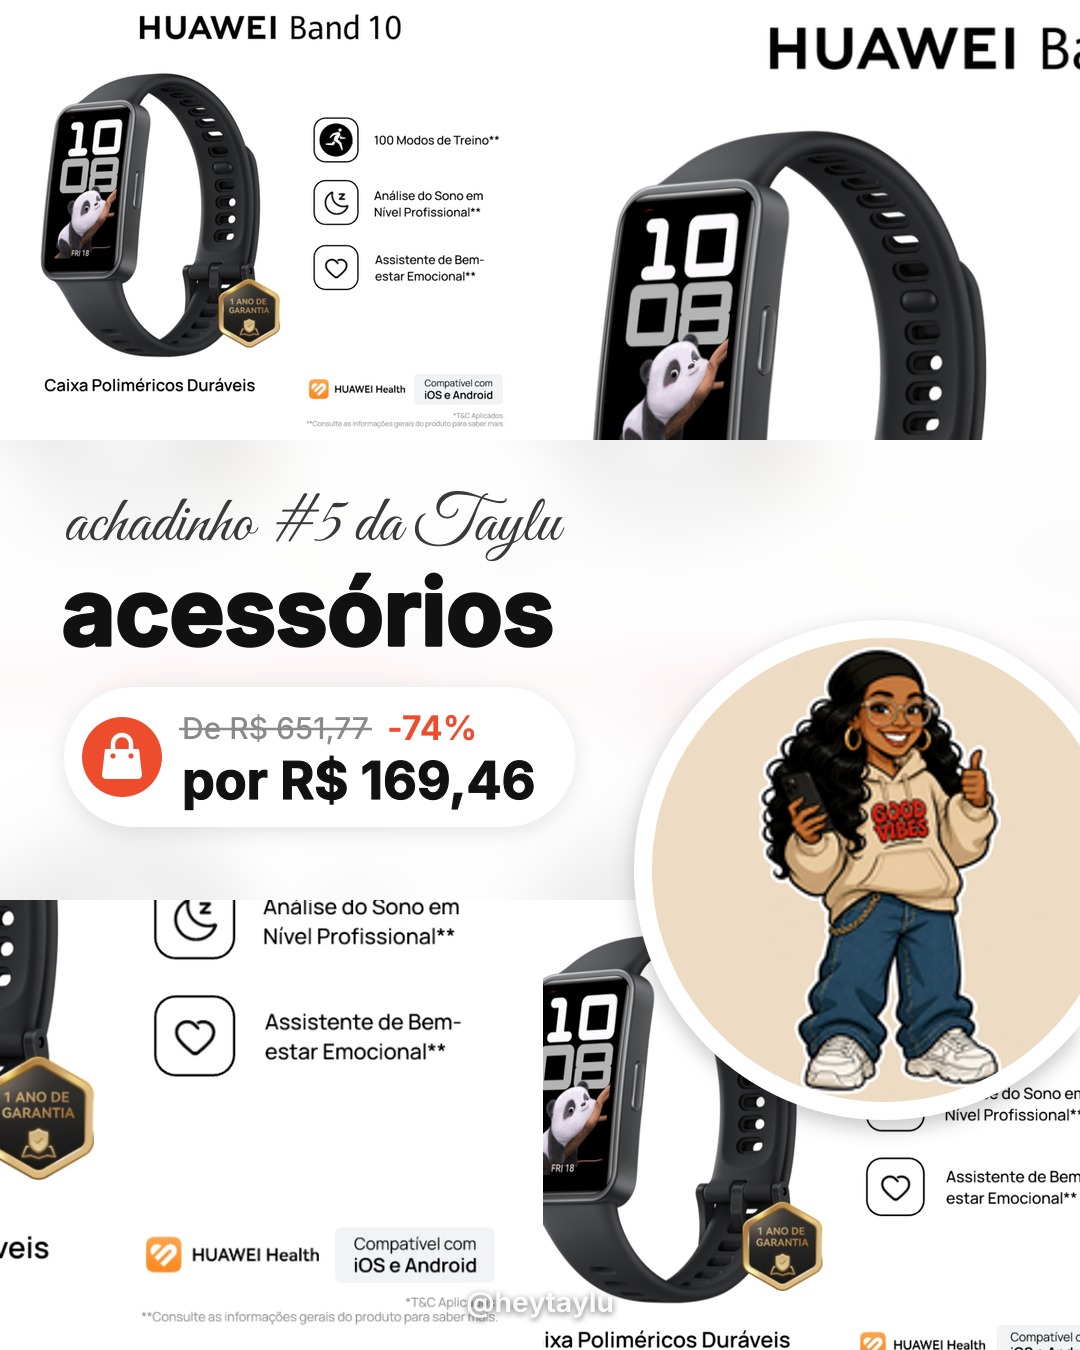 HUAWEI Band 10
10
08
FRI 18
100 Modos de Treino**
Análise do Sono em
Nível Profissional**
Assistente de Bem-
estar Emocional**
1 ANO DE
GARANTIA
Caixa Poliméricos Duráveis
HUAWEI Health
Compatível com
iOS e Android
*T&C Aplicados
**Consulte as informações gerais do produto para saber mais.
HUAWEI Ba
10
08
achadinho #5 da Taylu
acessórios
De R$ 651,77 -74%
por R$ 169,46
GOOD
VIBES
Análise do Sono em
Nível Profissional**
Assistente de Bem-
estar Emocional**
1 ANO DE
GARANTIA
veis
HUAWEI Health
Compatível com
iOS e Android
*T&C
**Consulte as informações gerais do produto para saber mais.
@heytaylu
10
08
FRI 18
do Sono em
Nível Profissional**
Assistente de Bem
estar Emocional**
1 ANO DE
GARANTIA
ixa Poliméricos Duráveis
HUAWEI Health
Compatível c